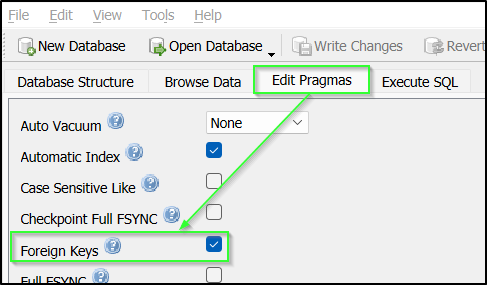 File Edit View Tools Help
New Database Open Database Write Changes Revert
Database Structure Browse Data Edit Pragmas Execute SQL
Auto Vacuum None
Automatic Index
Case Sensitive Like
Checkpoint Full FSYNC
Foreign Keys
Full FSYNC